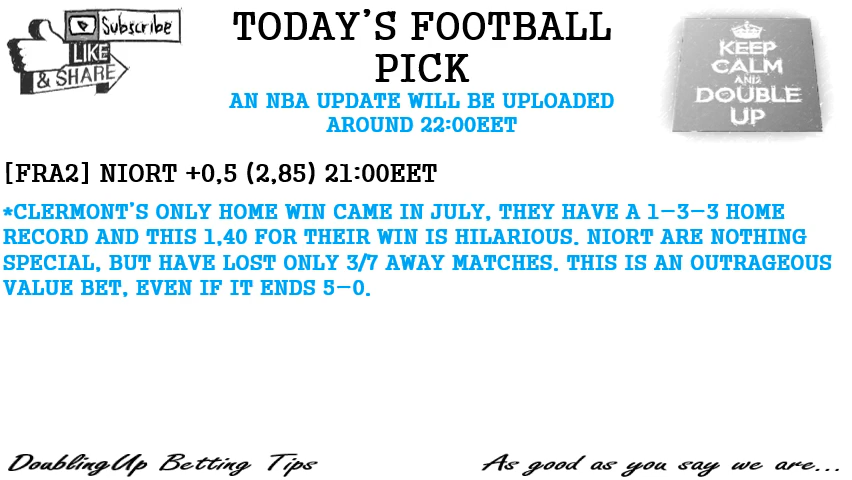 Subscribe
LIKE
& SHARE
TODAY'S FOOTBALL
PICK
AN NBA UPDATE WILL BE UPLOADED
AROUND 22:00EET
KEEP
CALM
AND
DOUBLE
UP
[FRA2] NIORT +0,5 (2,85) 21:00EET
*CLERMONT'S ONLY HOME WIN CAME IN JULY, THEY HAVE A 1-3-3 HOME
RECORD AND THIS 1,40 FOR THEIR WIN IS HILARIOUS. NIORT ARE NOTHING
SPECIAL, BUT HAVE LOST ONLY 3/7 AWAY MATCHES. THIS IS AN OUTRAGEOUS
VALUE BET, EVEN IF IT ENDS 5-0.
DoublingUp Betting Tips
As good as you say we are...